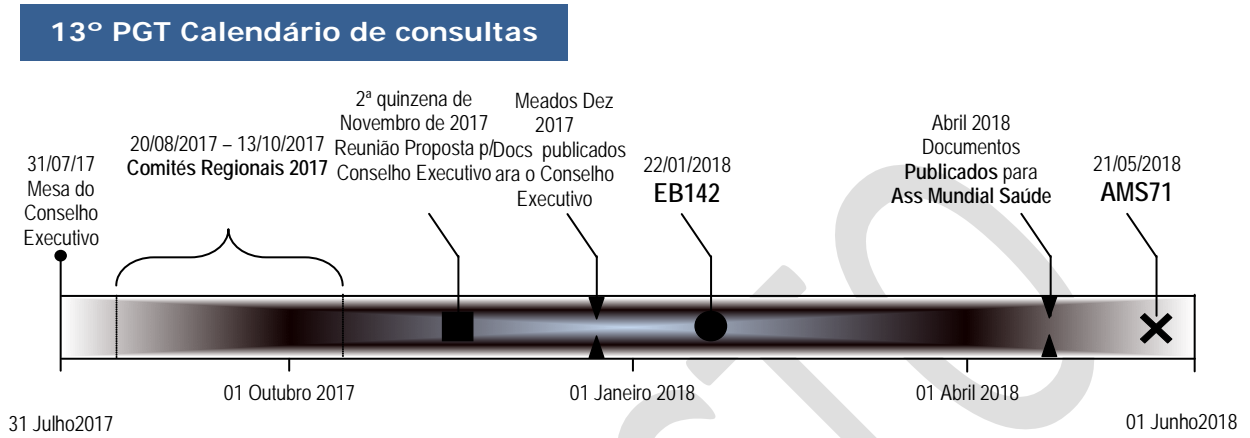 13º PGT Calendário de consultas
31/07/17
Mesa do
Conselho
Executivo
20/08/2017 – 13/10/2017
Comités Regionais 2017
2ª quinzena de
Novembro de 2017
Reunião Proposta p/
Conselho Executivo
Meados Dez
2017
Docs publicados
ara o Conselho
Executivo
22/01/2018
EB142
Abril 2018
Documentos
Publicados para
Ass Mundial Saúde
21/05/2018
AMS71
01 Outubro 2017
01 Janeiro 2018
01 Abril 2018
31 Julho2017
01 Junho2018